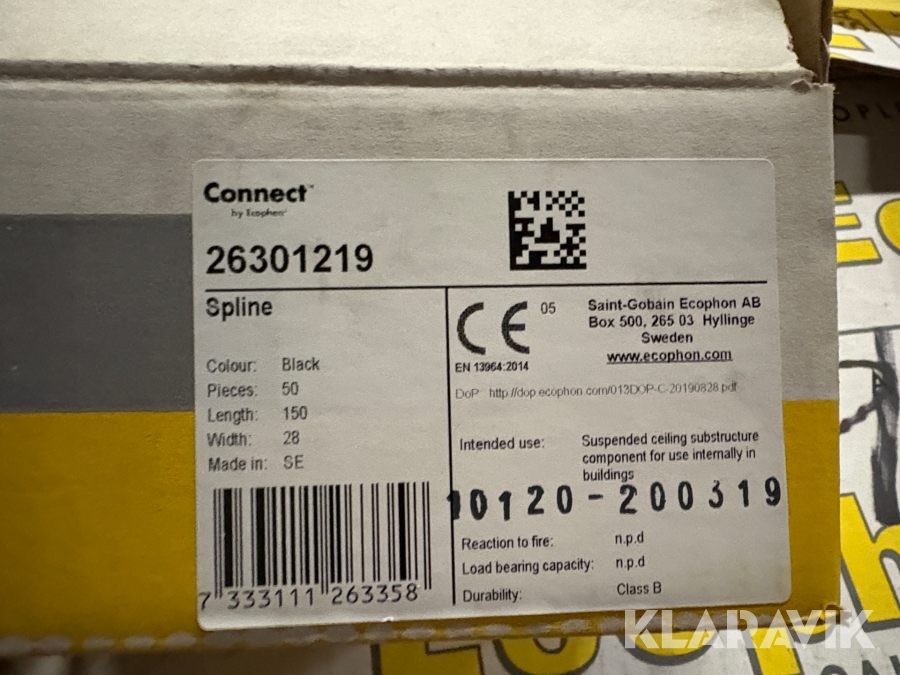 Connect™
by Ecophon
26301219
Spline
Colour: Black
Pieces: 50
Length: 150
Width: 28
Made in: SE
7 333111 263358
CE 05
EN 13964:2014
Saint-Gobain Ecophon AB
Box 500, 265 03 Hyllinge
Sweden
www.ecophon.com
DoP: http://dop.ecophon.com/013DOP-C-20190828.pdf
Intended use: Suspended ceiling substructure
component for use internally in
buildings
10120-200319
Reaction to fire: n.p.d
Load bearing capacity: n.p.d
Durability: Class B
KLARAVIK